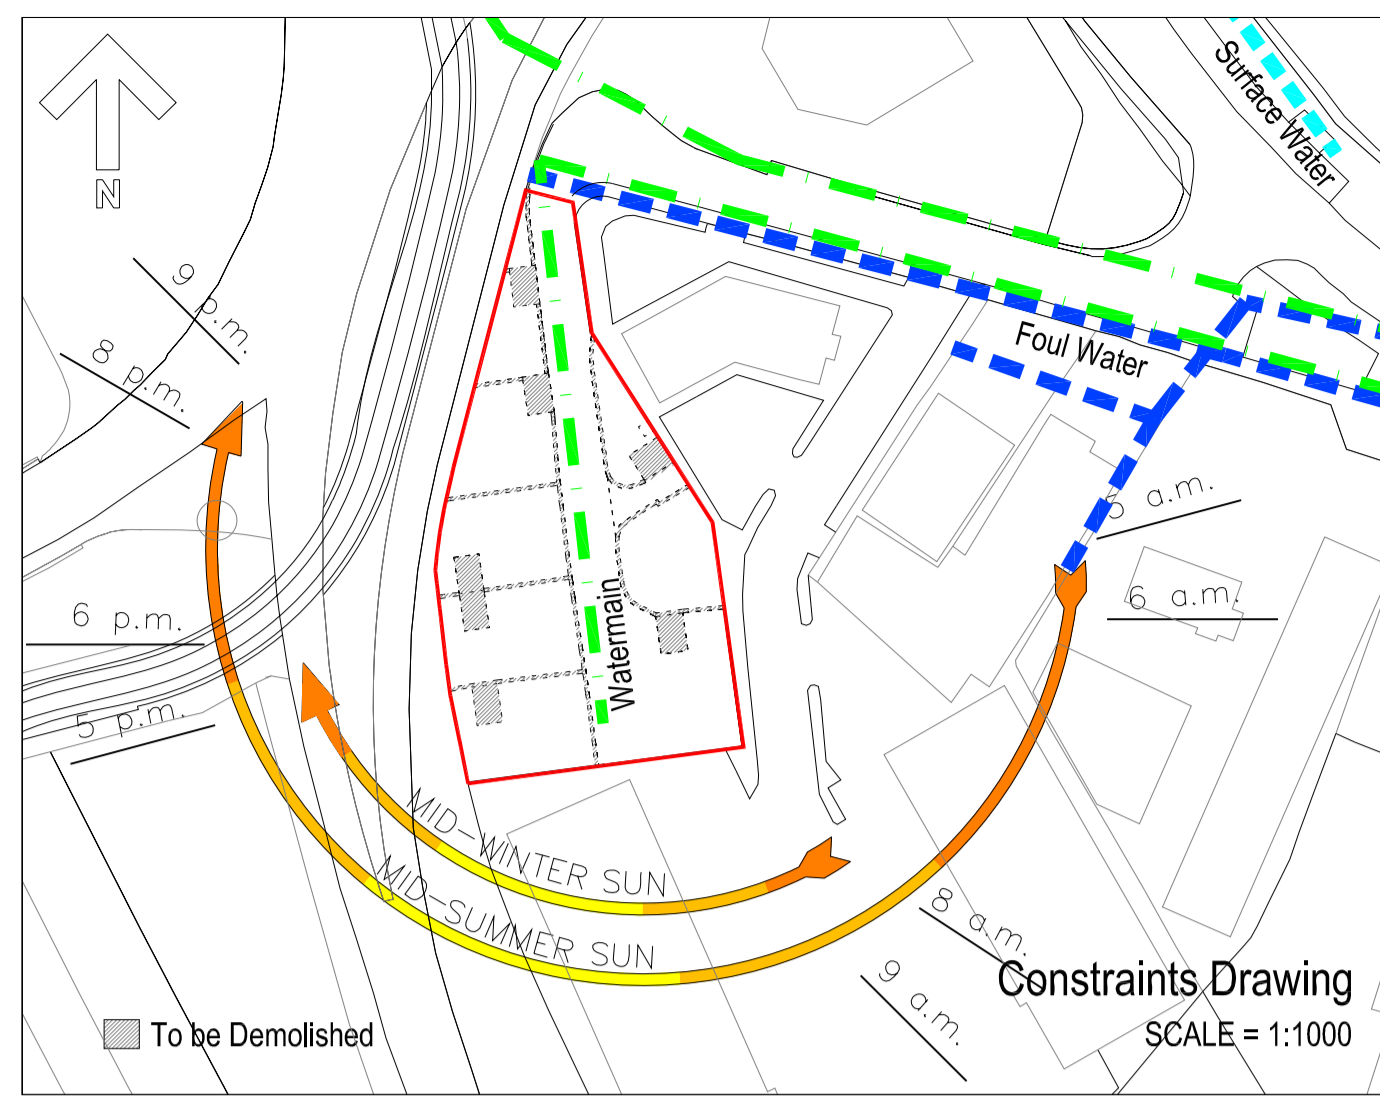 N
Surface Water
9 p.m.
8 p.m.
Foul Water
5 a.m.
6 a.m.
6 p.m.
Watermain
5 p.m.
MID-WINTER SUN
MID-SUMMER SUN
8 a.m.
9 a.m.
Constraints Drawing
To be Demolished
SCALE = 1:1000